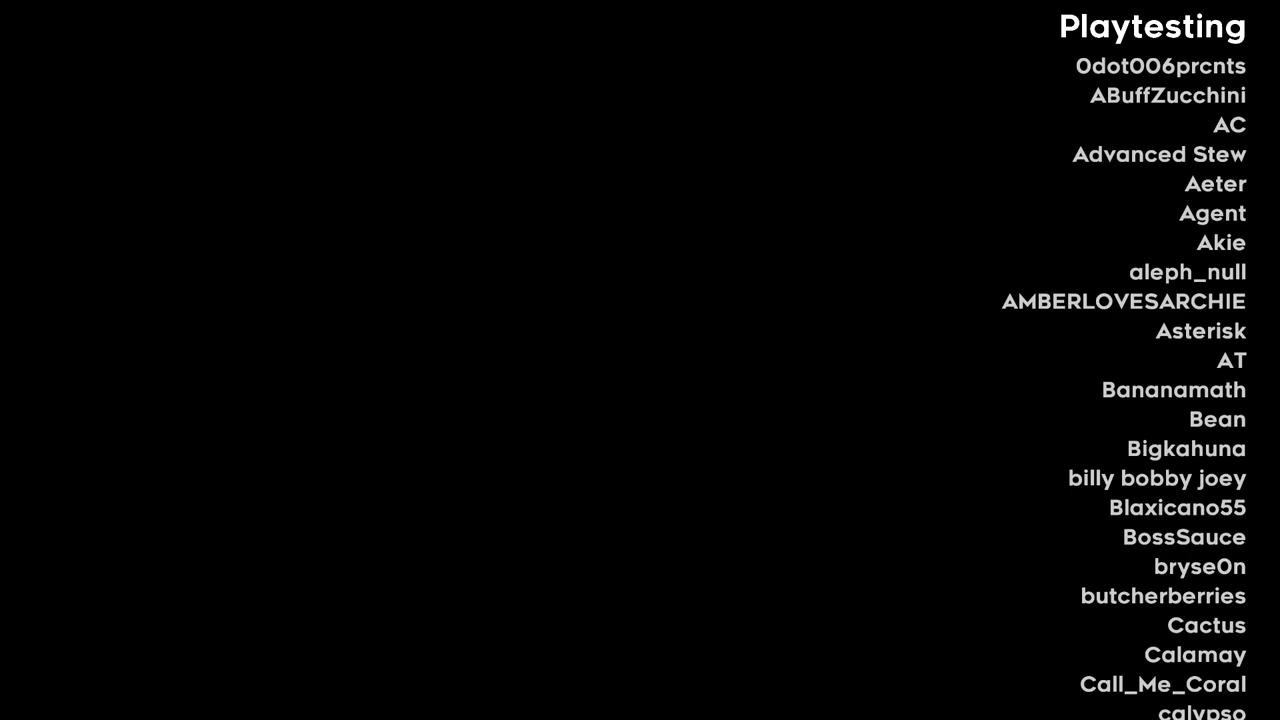 Playtesting
0dot006prcnts
ABuffZucchini
AC
Advanced Stew
Aeter
Agent
Akie
aleph_null
AMBERLOVESARCHIE
Asterisk
AT
Bananamath
Bean
Bigkahuna
billy bobby joey
Blaxicano55
BossSauce
bryse0n
butcherberries
Cactus
Calamay
Call_Me_Coral
calypso